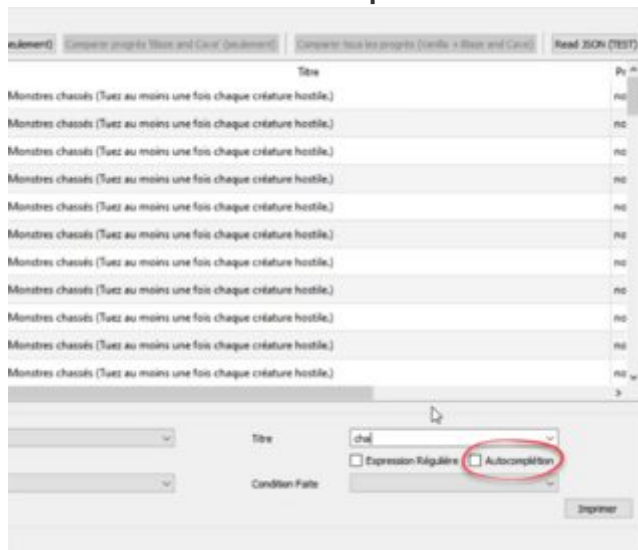 seulement) Comparer progrès 'Blaze and Cave' (seulement) Comparer tous les progrès (Vanilla + Blaze and Cave) Read JSON (TEST)
Titre
Monstres chassés (Tuez au moins une fois chaque créature hostile.) no
Monstres chassés (Tuez au moins une fois chaque créature hostile.) no
Monstres chassés (Tuez au moins une fois chaque créature hostile.) no
Monstres chassés (Tuez au moins une fois chaque créature hostile.) no
Monstres chassés (Tuez au moins une fois chaque créature hostile.) no
Monstres chassés (Tuez au moins une fois chaque créature hostile.) no
Monstres chassés (Tuez au moins une fois chaque créature hostile.) no
Monstres chassés (Tuez au moins une fois chaque créature hostile.) no
Monstres chassés (Tuez au moins une fois chaque créature hostile.) no
Monstres chassés (Tuez au moins une fois chaque créature hostile.) no
Monstres chassés (Tuez au moins une fois chaque créature hostile.) no
Titre cha
Expression Régulière Autocomplétion
Condition Faite
Imprimer